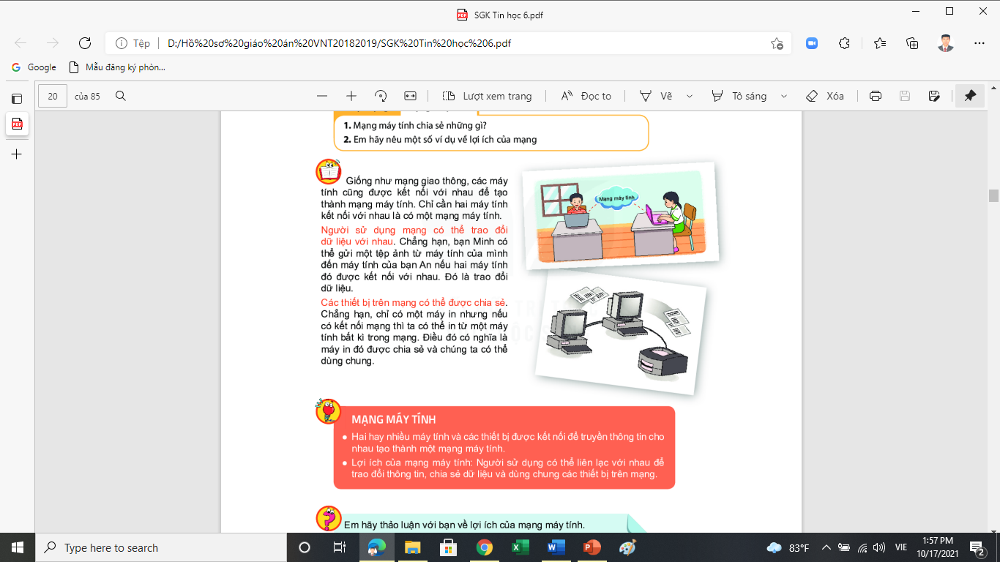 SGK Tin học 6.pdf
Tệp
D:/Hồ%20sơ%20giáo%20án%20VNT20182019/SGK%20Tin%20học%206.pdf
Google
Mẫu đăng ký phòn...
20
của 85
Lượt xem trang
Đọc to
Vẽ
Tô sáng
Xóa
1. Mạng máy tính chia sẻ những gì?
2. Em hãy nêu một số ví dụ về lợi ích của mạng
Giống như mạng giao thông, các máy
tính cũng được kết nối với nhau để tạo
thành mạng máy tính. Chỉ cần hai máy tính
kết nối với nhau là có một mạng máy tính.
Người sử dụng mạng có thể trao đổi
dữ liệu với nhau. Chẳng hạn, bạn Minh có
thể gửi một tệp ảnh từ máy tính của mình
đến máy tính của bạn An nếu hai máy tính
đó được kết nối với nhau. Đó là trao đổi
dữ liệu.
Các thiết bị trên mạng có thể được chia sẻ.
Chẳng hạn, chỉ có một máy in nhưng nếu
có kết nối mạng thì ta có thể in từ một máy
tính bất kì trong mạng. Điều đó có nghĩa là
máy in đó được chia sẻ và chúng ta có thể
dùng chung.
Mạng máy tính
MẠNG MÁY TÍNH
● Hai hay nhiều máy tính và các thiết bị được kết nối để truyền thông tin cho
nhau tạo thành một mạng máy tính.
● Lợi ích của mạng máy tính: Người sử dụng có thể liên lạc với nhau để
trao đổi thông tin, chia sẻ dữ liệu và dùng chung các thiết bị trên mạng.
Em hãy thảo luận với bạn về lợi ích của mạng máy tính.
Type here to search
83°F
VIE
1:57 PM
10/17/2021
2